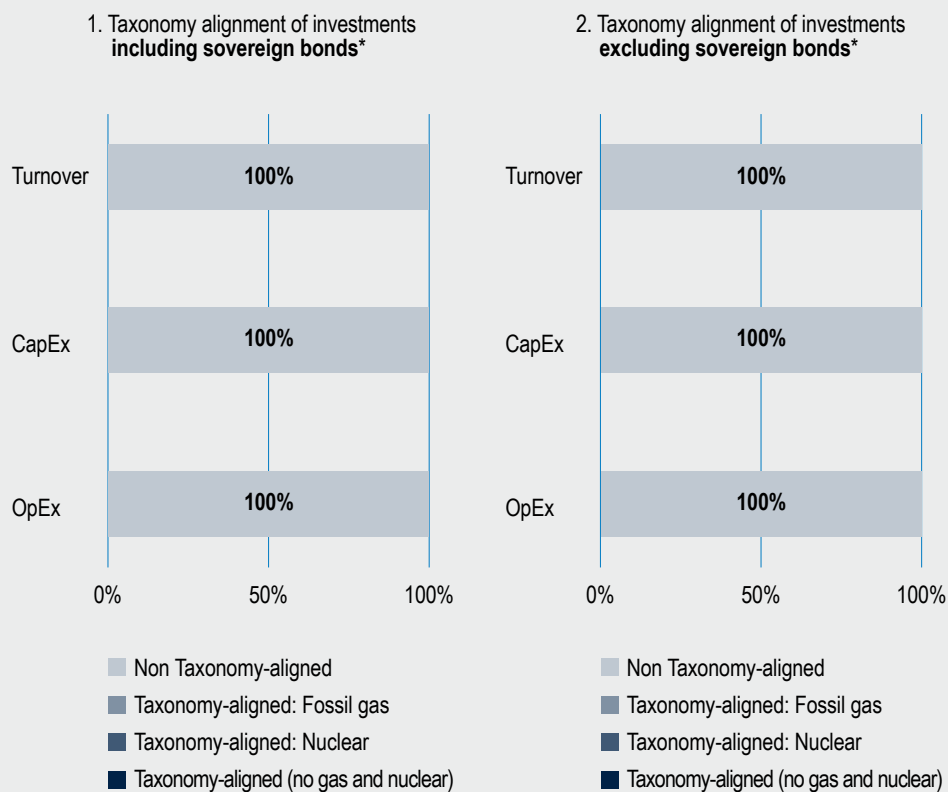 1. Taxonomy alignment of investments
including sovereign bonds*
Turnover
100%
CapEx
100%
OpEx
100%
0%
50%
100%
Non Taxonomy-aligned
Taxonomy-aligned: Fossil gas
Taxonomy-aligned: Nuclear
Taxonomy-aligned (no gas and nuclear)
2. Taxonomy alignment of investments
excluding sovereign bonds*
Turnover
100%
CapEx
100%
OpEx
100%
0%
50%
100%
Non Taxonomy-aligned
Taxonomy-aligned: Fossil gas
Taxonomy-aligned: Nuclear
Taxonomy-aligned (no gas and nuclear)